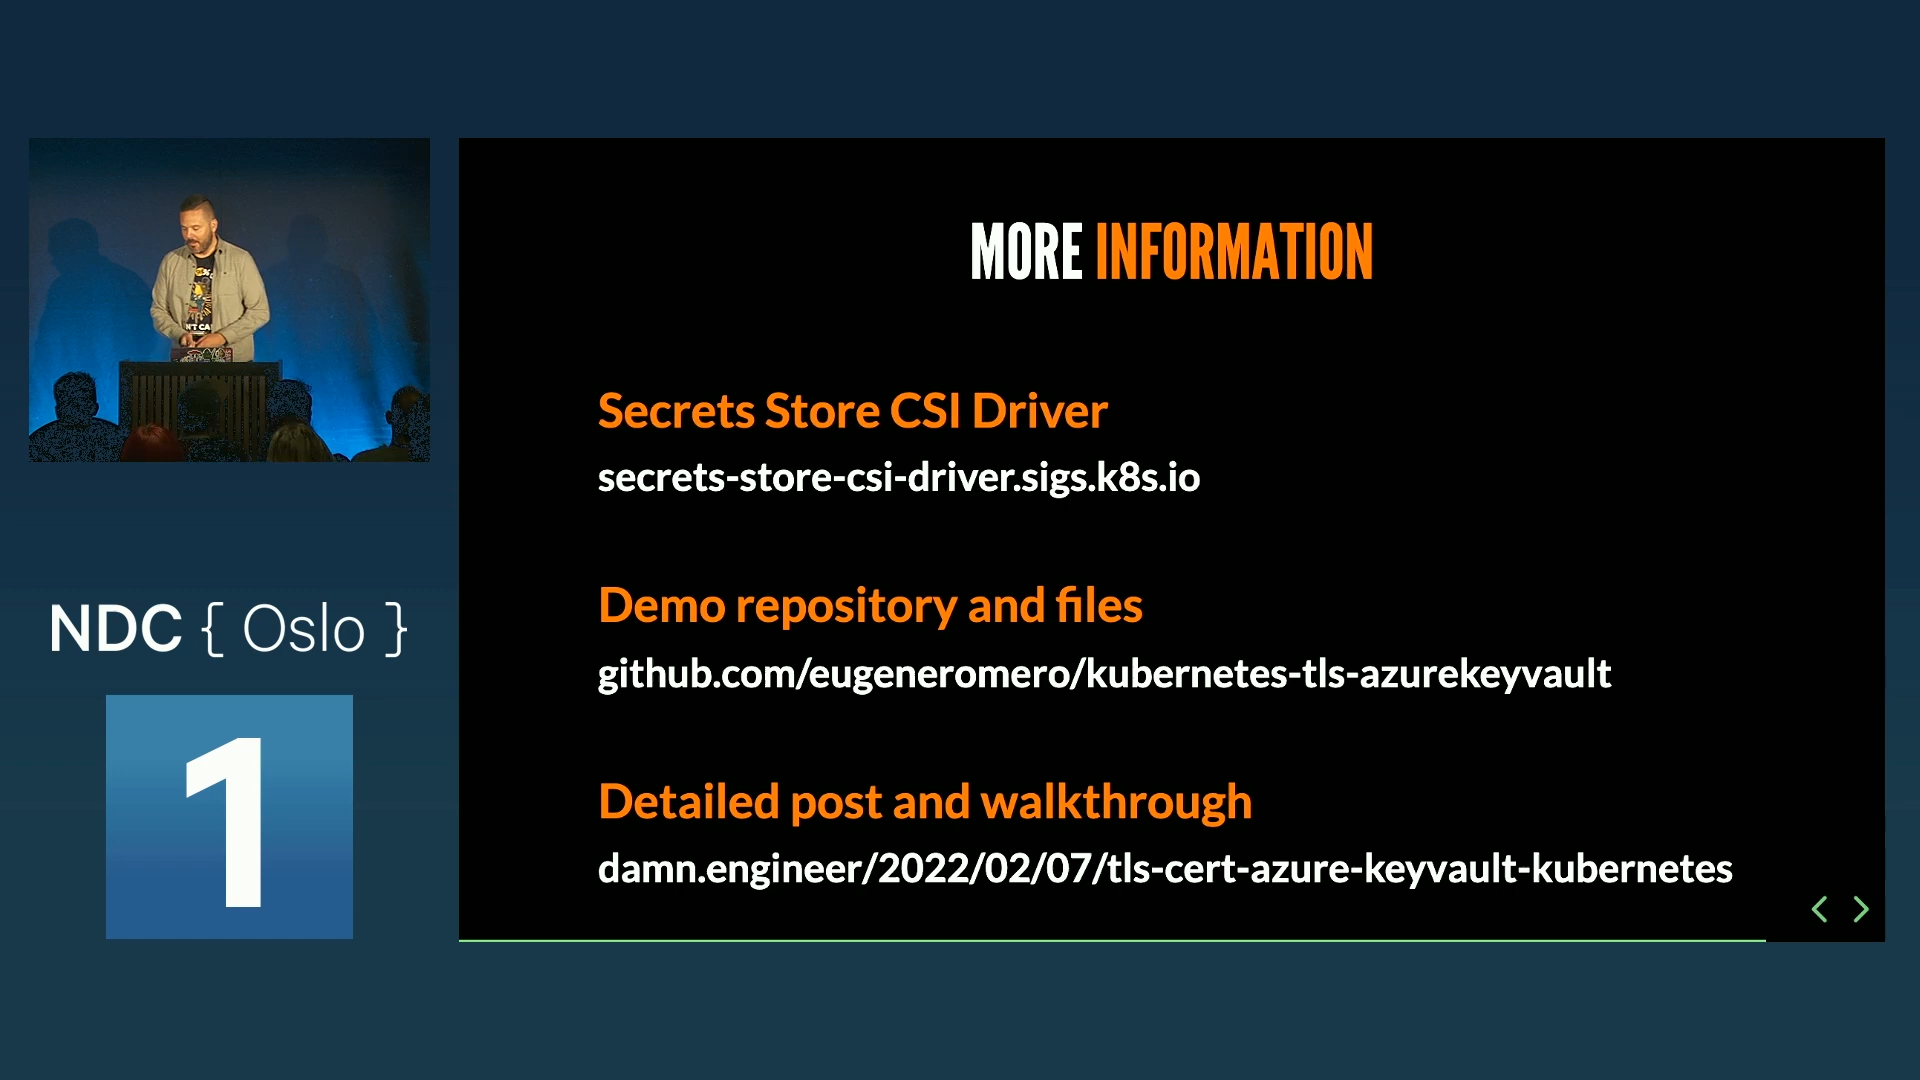 MORE INFORMATION
Secrets Store CSI Driver
secrets-store-csi-driver.sigs.k8s.io
Demo repository and files
github.com/eugeneromero/kubernetes-tls-azurekeyvault
Detailed post and walkthrough
damn.engineer/2022/02/07/tls-cert-azure-keyvault-kubernetes
NDC { Oslo }
1